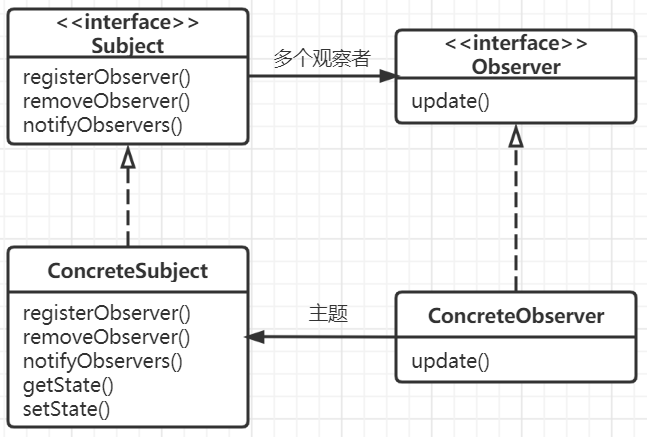 <<interface>>
Subject
registerObserver()
removeObserver()
notifyObservers()
多个观察者
<<interface>>
Observer
update()
ConcreteSubject
registerObserver()
removeObserver()
notifyObservers()
getState()
setState()
主题
ConcreteObserver
update()